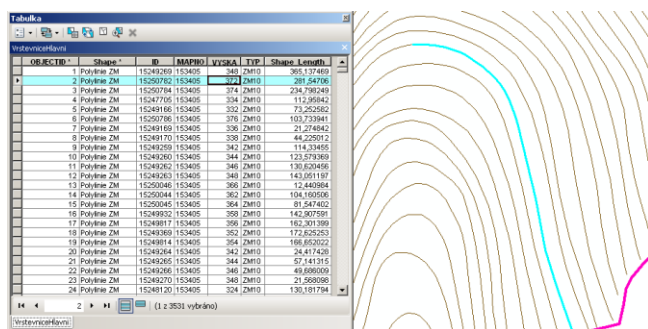 Tabulka
VrstevniceHlavni
OBJECTID * Shape * ID MAPNO VYSKA TYP Shape_Length
1 Polylinie ZM 15249269 153405 348 ZM10 365,137469
2 Polylinie ZM 15250782 153405 372 ZM10 281,54706
3 Polylinie ZM 15250784 153405 374 ZM10 234,798249
4 Polylinie ZM 15247705 153405 334 ZM10 112,95842
5 Polylinie ZM 15249166 153405 332 ZM10 73,252582
6 Polylinie ZM 15250786 153405 376 ZM10 103,733941
7 Polylinie ZM 15249169 153405 336 ZM10 21,274842
8 Polylinie ZM 15249170 153405 338 ZM10 44,225012
9 Polylinie ZM 15249259 153405 342 ZM10 114,33455
10 Polylinie ZM 15249260 153405 344 ZM10 123,579369
11 Polylinie ZM 15249262 153405 346 ZM10 130,620456
12 Polylinie ZM 15249263 153405 348 ZM10 143,051197
13 Polylinie ZM 15250046 153405 366 ZM10 12,440984
14 Polylinie ZM 15250044 153405 362 ZM10 104,160506
15 Polylinie ZM 15250045 153405 364 ZM10 81,547402
16 Polylinie ZM 15249932 153405 358 ZM10 142,907591
17 Polylinie ZM 15249817 153405 356 ZM10 162,301399
18 Polylinie ZM 15249369 153405 352 ZM10 172,625253
19 Polylinie ZM 15249814 153405 354 ZM10 166,652022
20 Polylinie ZM 15249264 153405 342 ZM10 24,417428
21 Polylinie ZM 15249265 153405 344 ZM10 57,141315
22 Polylinie ZM 15249266 153405 346 ZM10 49,686009
23 Polylinie ZM 15249270 153405 348 ZM10 21,568098
24 Polylinie ZM 15248120 153405 324 ZM10 130,181794
2 (1 z 3531 vybráno)
VrstevniceHlavni